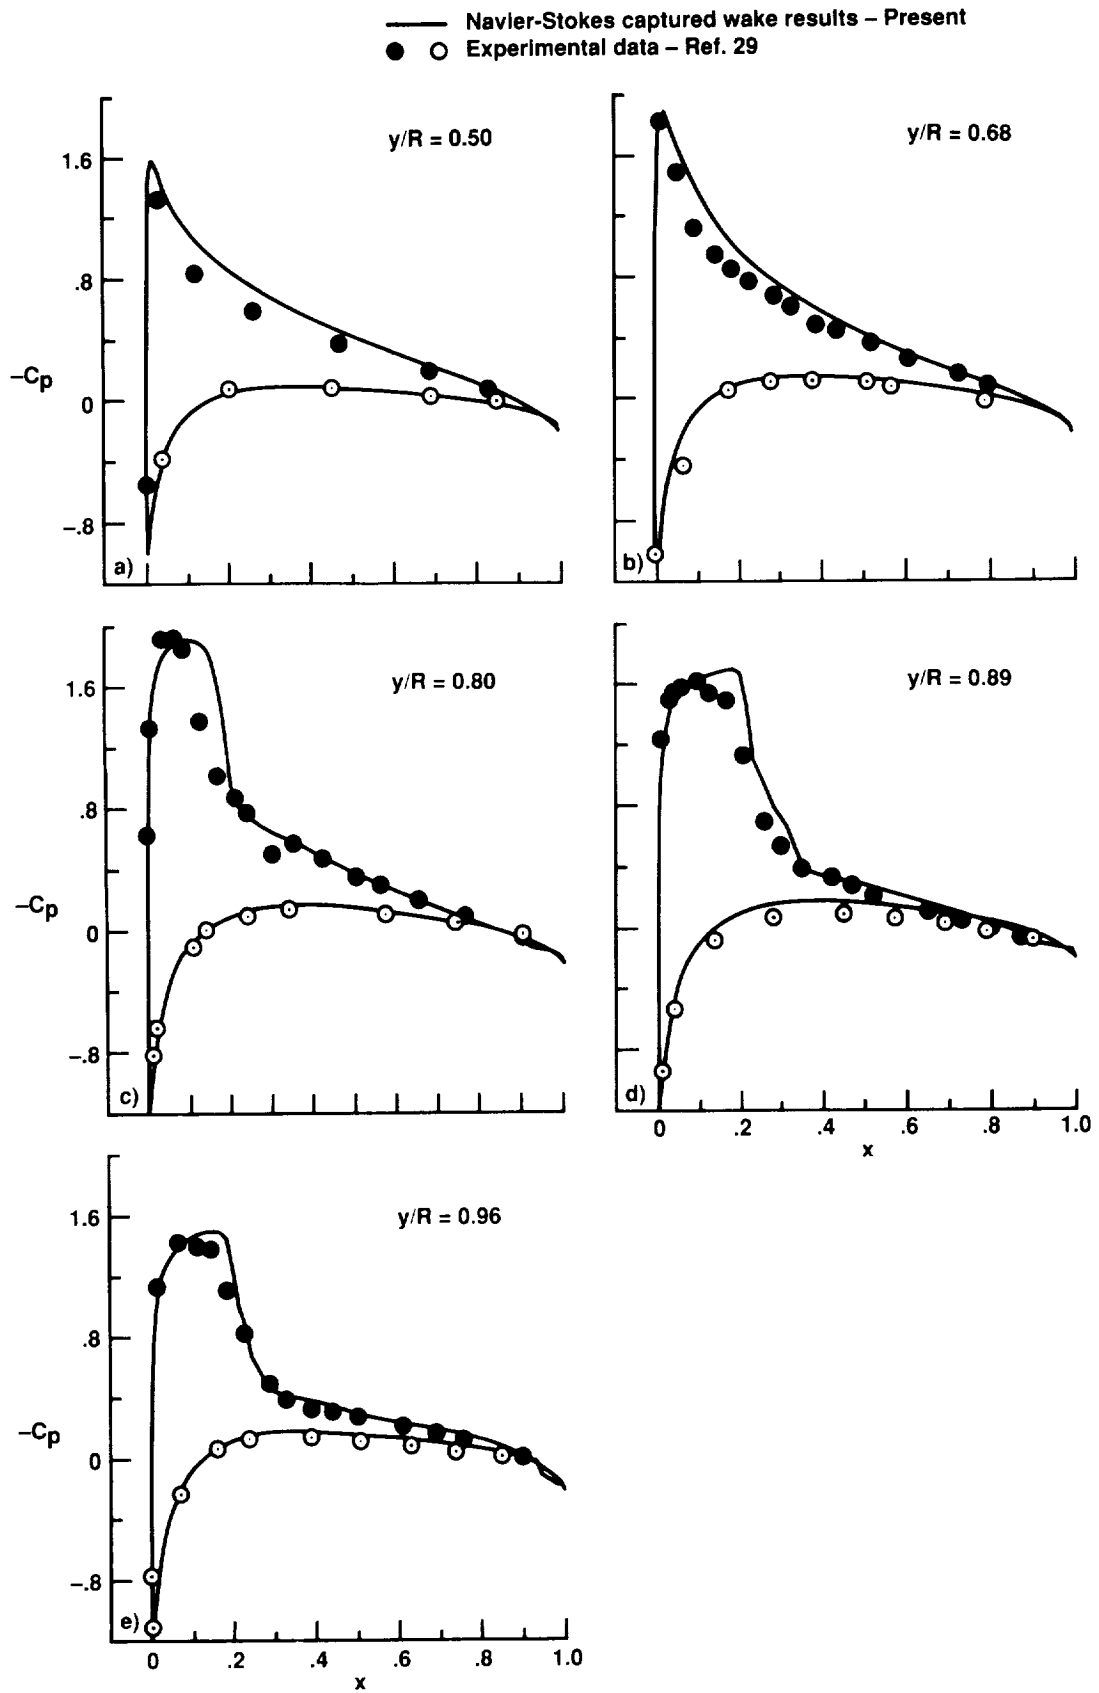 Navier-Stokes captured wake results – Present
Experimental data – Ref. 29
y/R = 0.50
1.6
.8
–Cp
0
–.8
a)
y/R = 0.68
b)
y/R = 0.80
1.6
.8
–Cp
0
–.8
c)
y/R = 0.89
d)
0 .2 .4 .6 .8 1.0
x
y/R = 0.96
1.6
.8
–Cp
0
–.8
e)
0 .2 .4 .6 .8 1.0
x